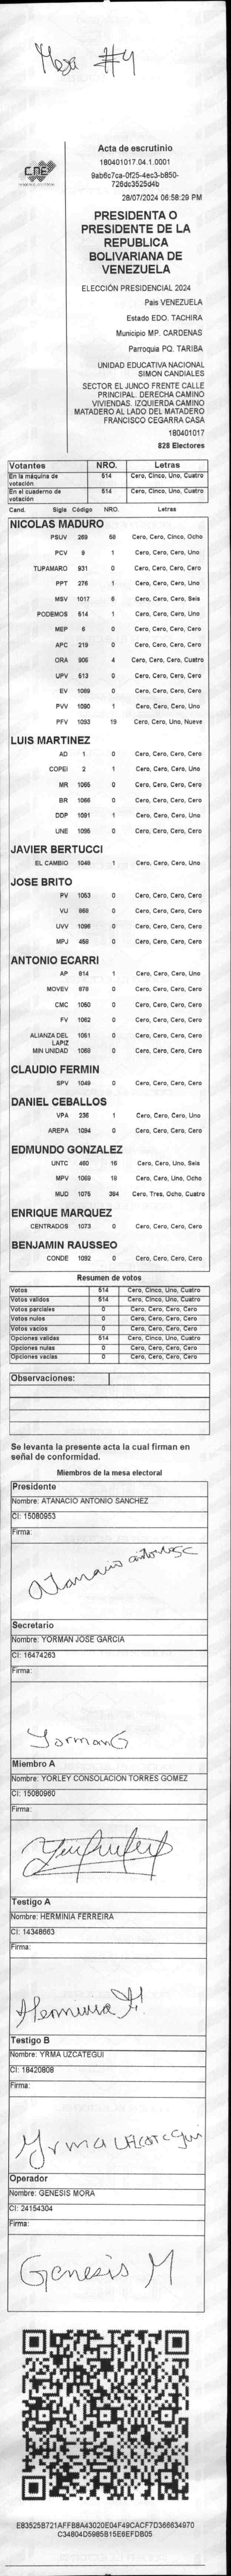 Mesa #4
Acta de escrutinio
180401017.04.1.0001
9ab6c7ca-0f25-4ec3-b850-
726dc3525d4b
28/07/2024 06:58:29 PM
CNE
PRESIDENTA O
PRESIDENTE DE LA
REPUBLICA
BOLIVARIANA DE
VENEZUELA
ELECCIÓN PRESIDENCIAL 2024
Pais VENEZUELA
Estado EDO. TACHIRA
Municipio MP. CARDENAS
Parroquia PQ. TARIBA
UNIDAD EDUCATIVA NACIONAL
SIMON CANDIALES
SECTOR EL JUNCO FRENTE CALLE
PRINCIPAL. DERECHA CAMINO
VIVIENDAS. IZQUIERDA CAMINO
MATADERO AL LADO DEL MATADERO
FRANCISCO CEGARRA CASA
180401017
828 Electores
Votantes NRO. Letras
En la máquina de votación 514 Cero, Cinco, Uno, Cuatro
En el cuaderno de votación 514 Cero, Cinco, Uno, Cuatro
Cand. Sigla Código NRO. Letras
NICOLAS MADURO
PSUV 269 58 Cero, Cero, Cinco, Ocho
PCV 9 1 Cero, Cero, Cero, Uno
TUPAMARO 931 0 Cero, Cero, Cero, Cero
PPT 276 1 Cero, Cero, Cero, Uno
MSV 1017 6 Cero, Cero, Cero, Seis
PODEMOS 514 1 Cero, Cero, Cero, Uno
MEP 6 0 Cero, Cero, Cero, Cero
APC 219 0 Cero, Cero, Cero, Cero
ORA 906 4 Cero, Cero, Cero, Cuatro
UPV 513 0 Cero, Cero, Cero, Cero
EV 1089 0 Cero, Cero, Cero, Cero
PVV 1090 1 Cero, Cero, Cero, Uno
PFV 1093 19 Cero, Cero, Uno, Nueve
LUIS MARTINEZ
AD 1 0 Cero, Cero, Cero, Cero
COPEI 2 1 Cero, Cero, Cero, Uno
MR 1065 0 Cero, Cero, Cero, Cero
BR 1066 0 Cero, Cero, Cero, Cero
DDP 1091 1 Cero, Cero, Cero, Uno
UNE 1095 0 Cero, Cero, Cero, Cero
JAVIER BERTUCCI
EL CAMBIO 1048 1 Cero, Cero, Cero, Uno
JOSE BRITO
PV 1053 0 Cero, Cero, Cero, Cero
VU 868 0 Cero, Cero, Cero, Cero
UVV 1096 0 Cero, Cero, Cero, Cero
MPJ 458 0 Cero, Cero, Cero, Cero
ANTONIO ECARRI
AP 814 1 Cero, Cero, Cero, Uno
MOVEV 878 0 Cero, Cero, Cero, Cero
CMC 1050 0 Cero, Cero, Cero, Cero
FV 1062 0 Cero, Cero, Cero, Cero
ALIANZA DEL LAPIZ 1051 0 Cero, Cero, Cero, Cero
MIN UNIDAD 1068 0 Cero, Cero, Cero, Cero
CLAUDIO FERMIN
SPV 1049 0 Cero, Cero, Cero, Cero
DANIEL CEBALLOS
VPA 236 1 Cero, Cero, Cero, Uno
AREPA 1094 0 Cero, Cero, Cero, Cero
EDMUNDO GONZALEZ
UNTC 460 16 Cero, Cero, Uno, Seis
MPV 1069 18 Cero, Cero, Uno, Ocho
MUD 1075 384 Cero, Tres, Ocho, Cuatro
ENRIQUE MARQUEZ
CENTRADOS 1073 0 Cero, Cero, Cero, Cero
BENJAMIN RAUSSEO
CONDE 1092 0 Cero, Cero, Cero, Cero
Resumen de votos
Votos 514 Cero, Cinco, Uno, Cuatro
Votos validos 514 Cero, Cinco, Uno, Cuatro
Votos parciales 0 Cero, Cero, Cero, Cero
Votos nulos 0 Cero, Cero, Cero, Cero
Votos vacios 0 Cero, Cero, Cero, Cero
Opciones validas 514 Cero, Cinco, Uno, Cuatro
Opciones nulas 0 Cero, Cero, Cero, Cero
Opciones vacias 0 Cero, Cero, Cero, Cero
Observaciones:
Se levanta la presente acta la cual firman en
señal de conformidad.
Miembros de la mesa electoral
Presidente
Nombre: ATANACIO ANTONIO SANCHEZ
CI: 15080953
Firma:
Atanacio antonio SC
Secretario
Nombre: YORMAN JOSE GARCIA
CI: 16474263
Firma:
Yorman G
Miembro A
Nombre: YORLEY CONSOLACION TORRES GOMEZ
CI: 15080960
Firma:
Testigo A
Nombre: HERMINIA FERREIRA
CI: 14348663
Firma:
Herminia F.
Testigo B
Nombre: YRMA UZCATEGUI
CI: 18420808
Firma:
Yrma Uzcategui
Operador
Nombre: GENESIS MORA
CI: 24154304
Firma:
Genesis M
E83525B721AFFB8A43020E04F49CACF7D366634970
C34804D5985B15E6EFDB05